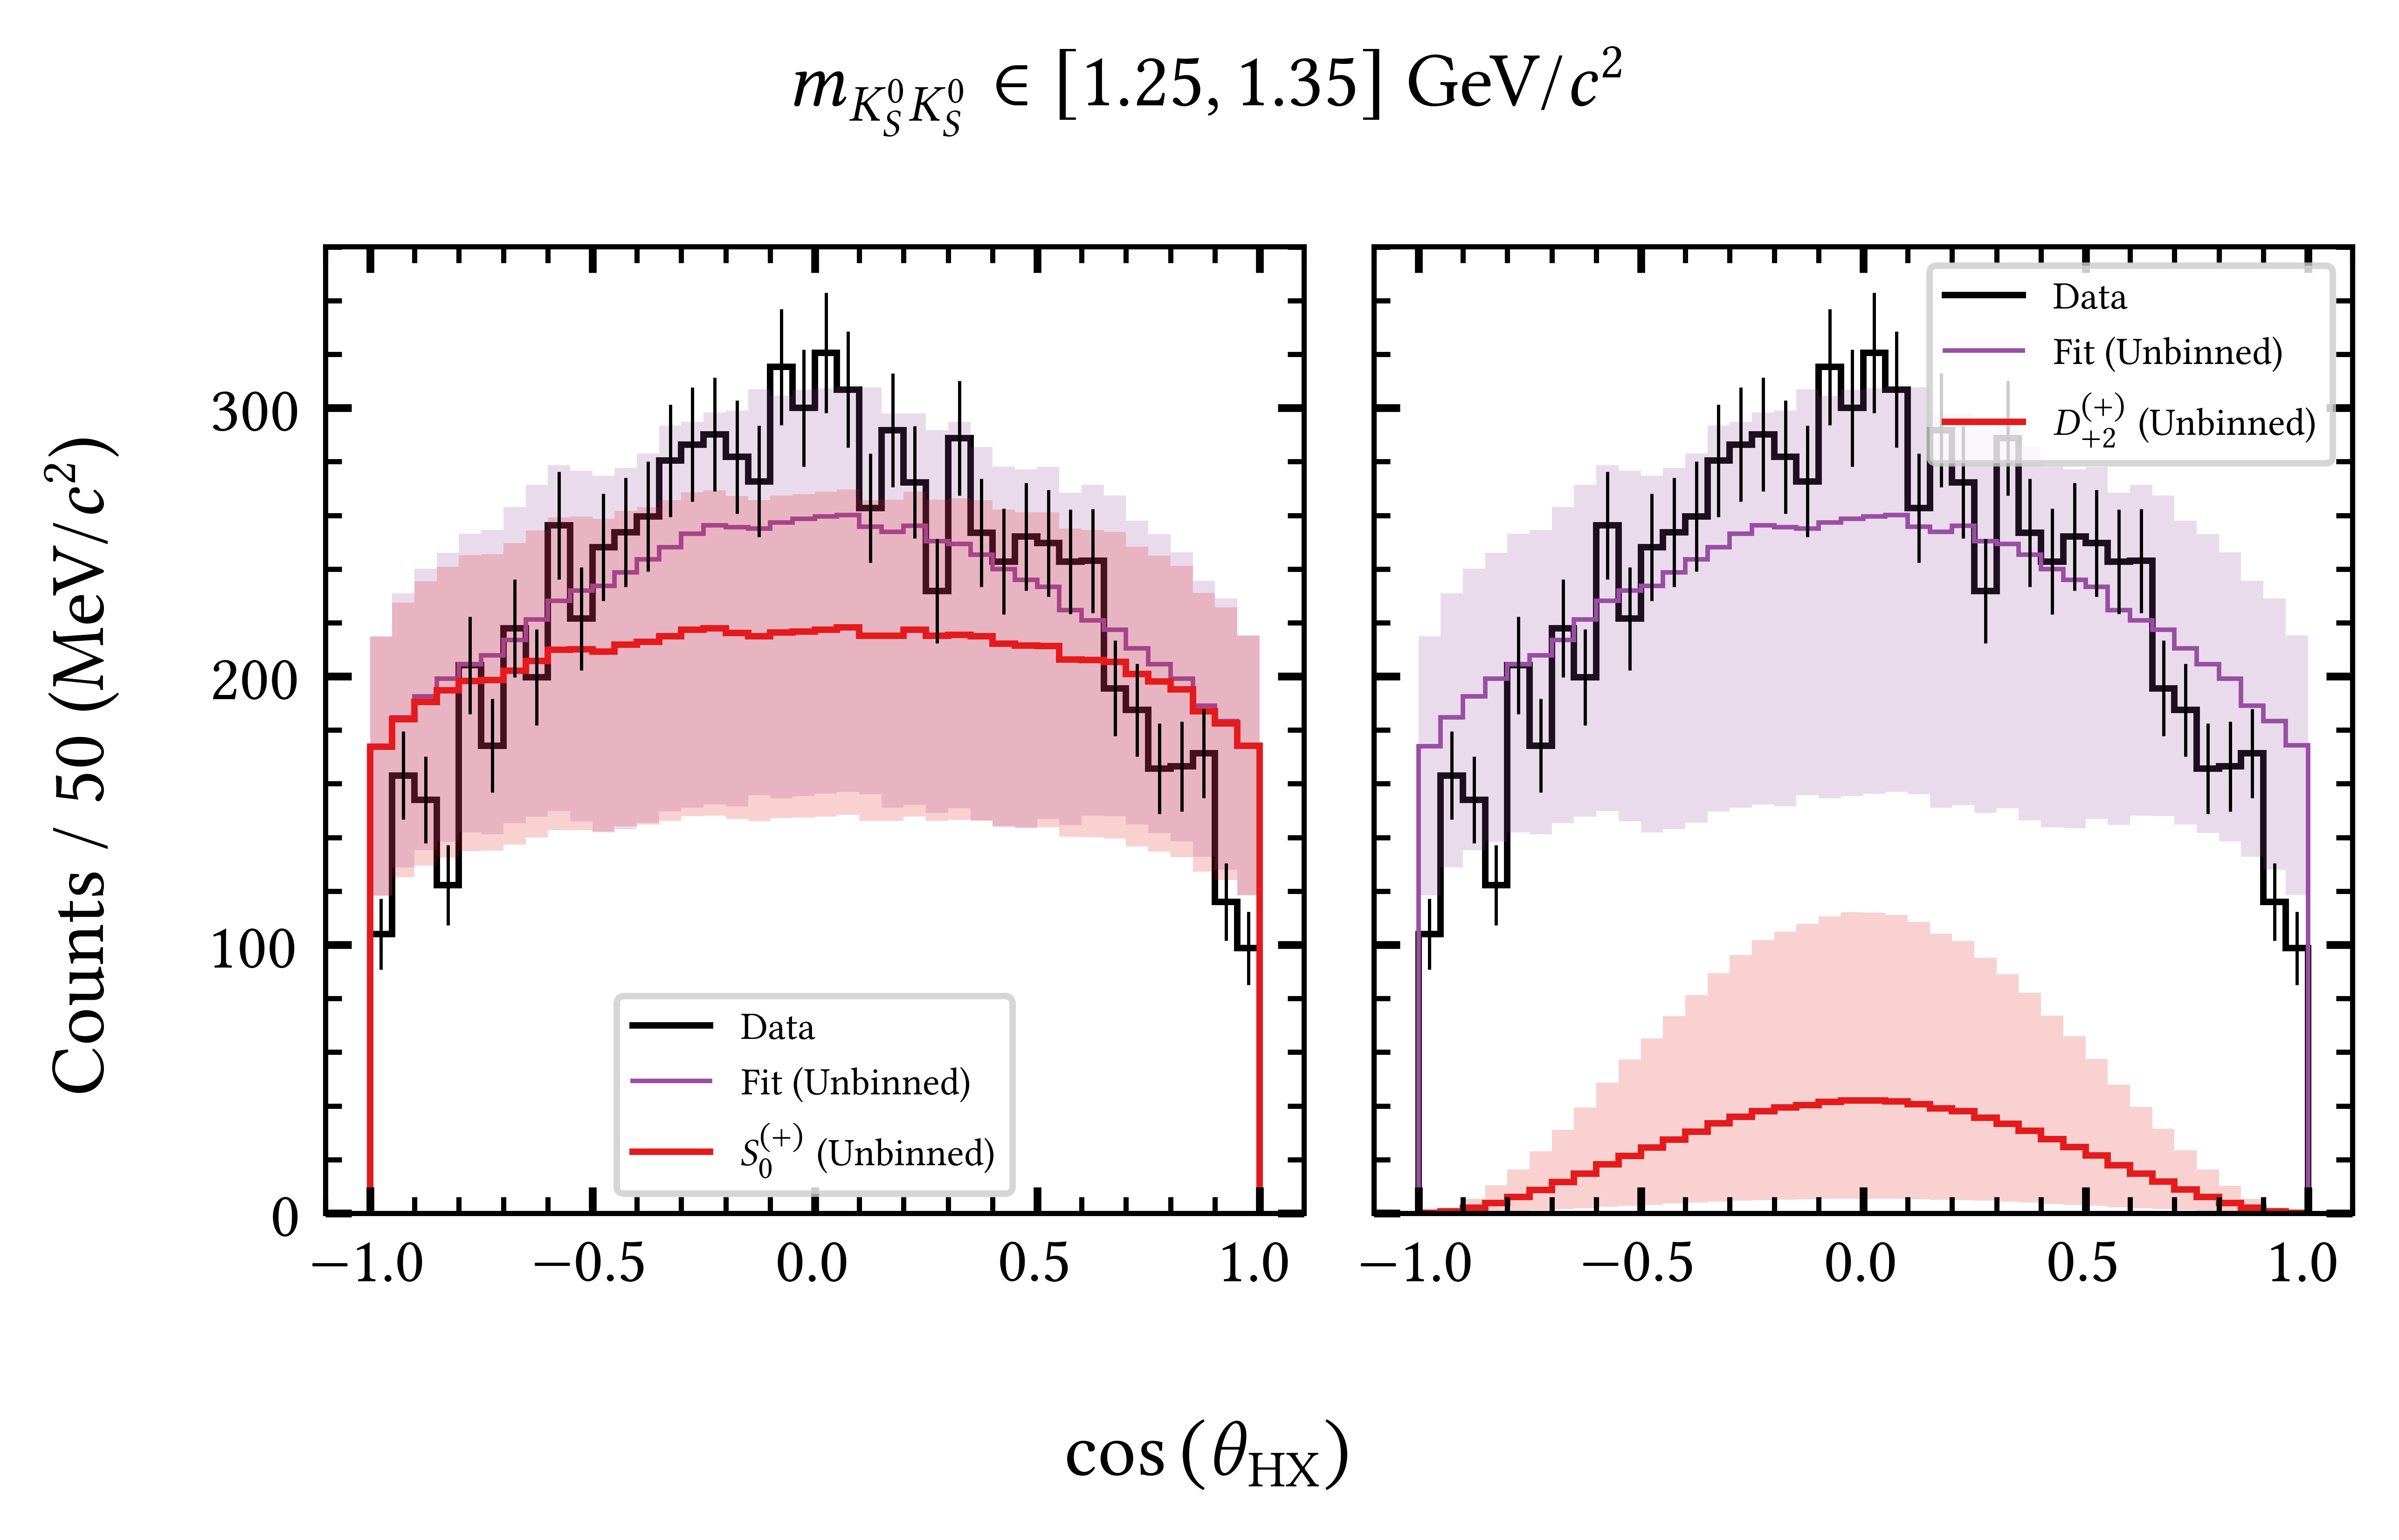 m_{K_S^0 K_S^0} ∈ [1.25, 1.35] GeV/c²
Counts / 50 (MeV/c²)
300
200
100
0
Data
Fit (Unbinned)
S_0^{(+)} (Unbinned)
−1.0 −0.5 0.0 0.5 1.0
Data
Fit (Unbinned)
D_{+2}^{(+)} (Unbinned)
−1.0 −0.5 0.0 0.5 1.0
cos (θ_{HX})